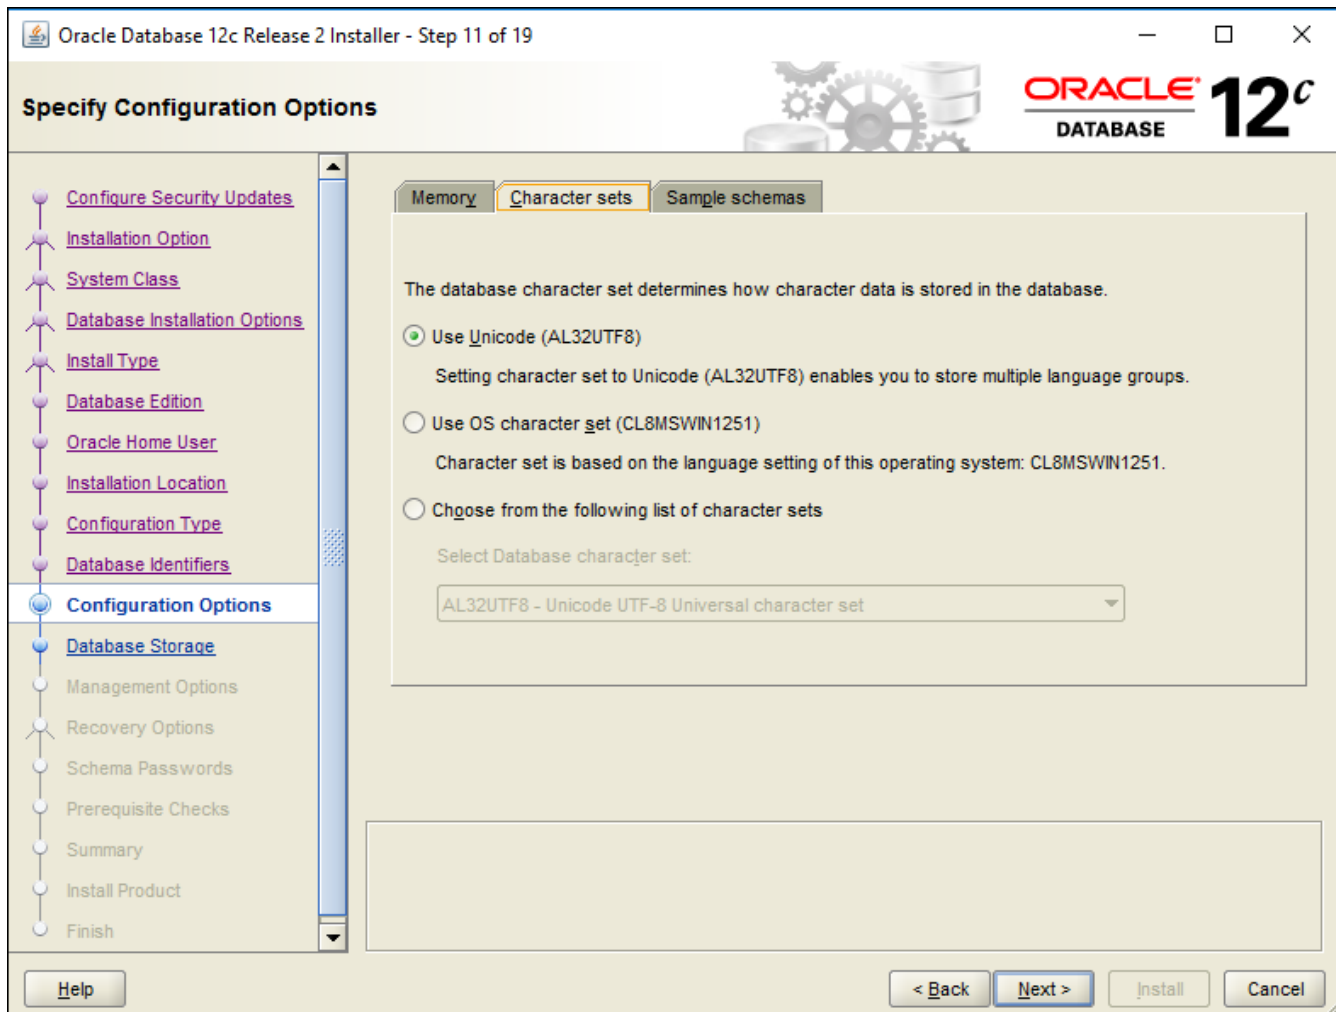 Oracle Database 12c Release 2 Installer - Step 11 of 19
Specify Configuration Options
ORACLE
DATABASE
12c
Configure Security Updates
Installation Option
System Class
Database Installation Options
Install Type
Database Edition
Oracle Home User
Installation Location
Configuration Type
Database Identifiers
Configuration Options
Database Storage
Management Options
Recovery Options
Schema Passwords
Prerequisite Checks
Summary
Install Product
Finish
Memory Character sets Sample schemas
The database character set determines how character data is stored in the database.
Use Unicode (AL32UTF8)
Setting character set to Unicode (AL32UTF8) enables you to store multiple language groups.
Use OS character set (CL8MSWIN1251)
Character set is based on the language setting of this operating system: CL8MSWIN1251.
Choose from the following list of character sets
Select Database character set:
AL32UTF8 - Unicode UTF-8 Universal character set
Help < Back Next > Install Cancel